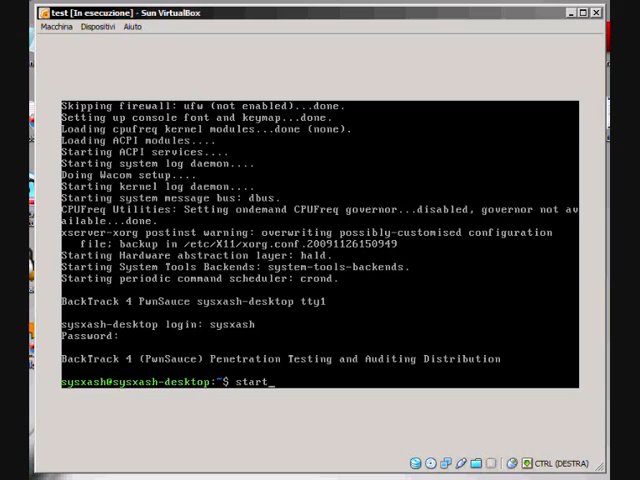 test [In esecuzione] - Sun VirtualBox
Macchina Dispositivi Aiuto
Skipping firewall: ufw (not enabled)...done.
Setting up console font and keymap...done.
Loading cpufreq kernel modules...done (none).
Loading ACPI modules....
Starting ACPI services....
Starting system log daemon....
Doing Wacom setup....
Starting kernel log daemon....
Starting system message bus: dbus.
CPUFreq Utilities: Setting ondemand CPUFreq governor...disabled, governor not av
ailable...done.
xserver-xorg postinst warning: overwriting possibly-customised configuration
file; backup in /etc/X11/xorg.conf.20091126150949
Starting Hardware abstraction layer: hald.
Starting System Tools Backends: system-tools-backends.
Starting periodic command scheduler: crond.
BackTrack 4 PwnSauce sysxash-desktop tty1
sysxash-desktop login: sysxash
Password:
BackTrack 4 (PwnSauce) Penetration Testing and Auditing Distribution
sysxash@sysxash-desktop:~$ start_
CTRL (DESTRA)